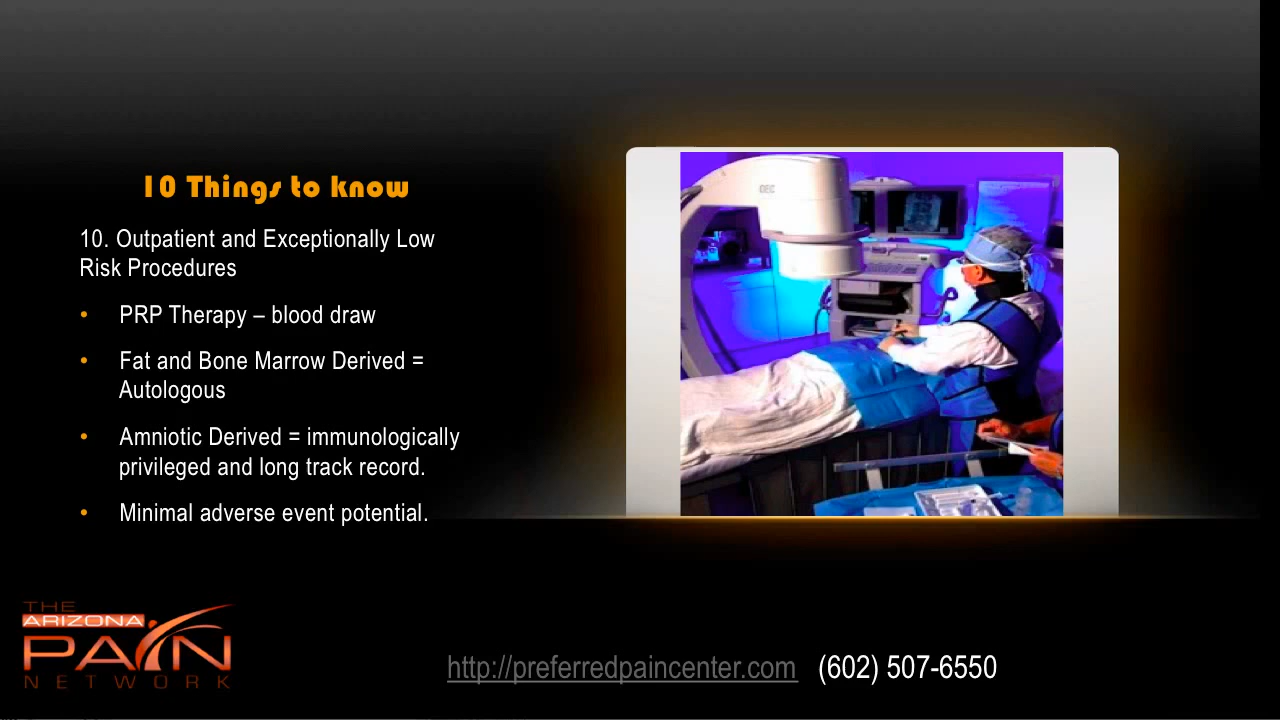 10 Things to know
10. Outpatient and Exceptionally Low
Risk Procedures
• PRP Therapy – blood draw
• Fat and Bone Marrow Derived =
Autologous
• Amniotic Derived = immunologically
privileged and long track record.
• Minimal adverse event potential.
OEC
THE
ARIZONA
PAIN
NETWORK
http://preferredpaincenter.com (602) 507-6550